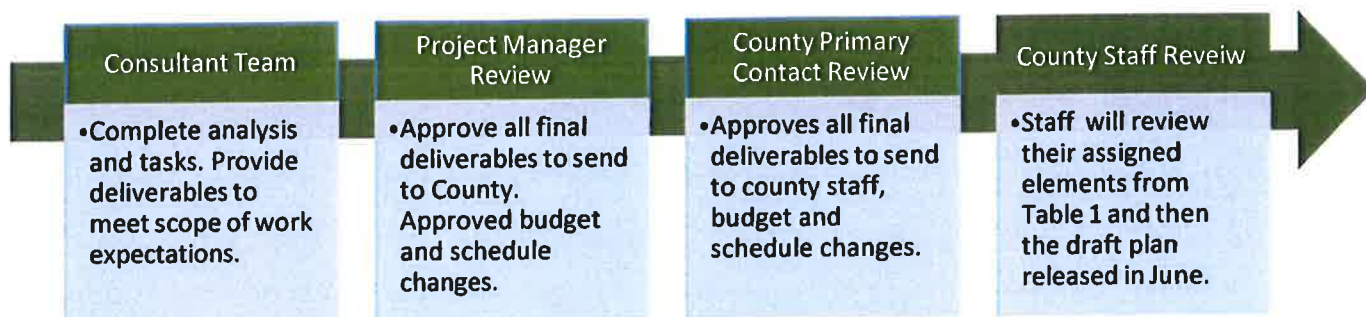 Consultant Team
•Complete analysis
and tasks. Provide
deliverables to
meet scope of work
expectations.
Project Manager
Review
•Approve all final
deliverables to send
to County.
Approved budget
and schedule
changes.
County Primary
Contact Review
•Approves all final
deliverables to send
to county staff,
budget and
schedule changes.
County Staff Reveiw
•Staff will review
their assigned
elements from
Table 1 and then
the draft plan
released in June.